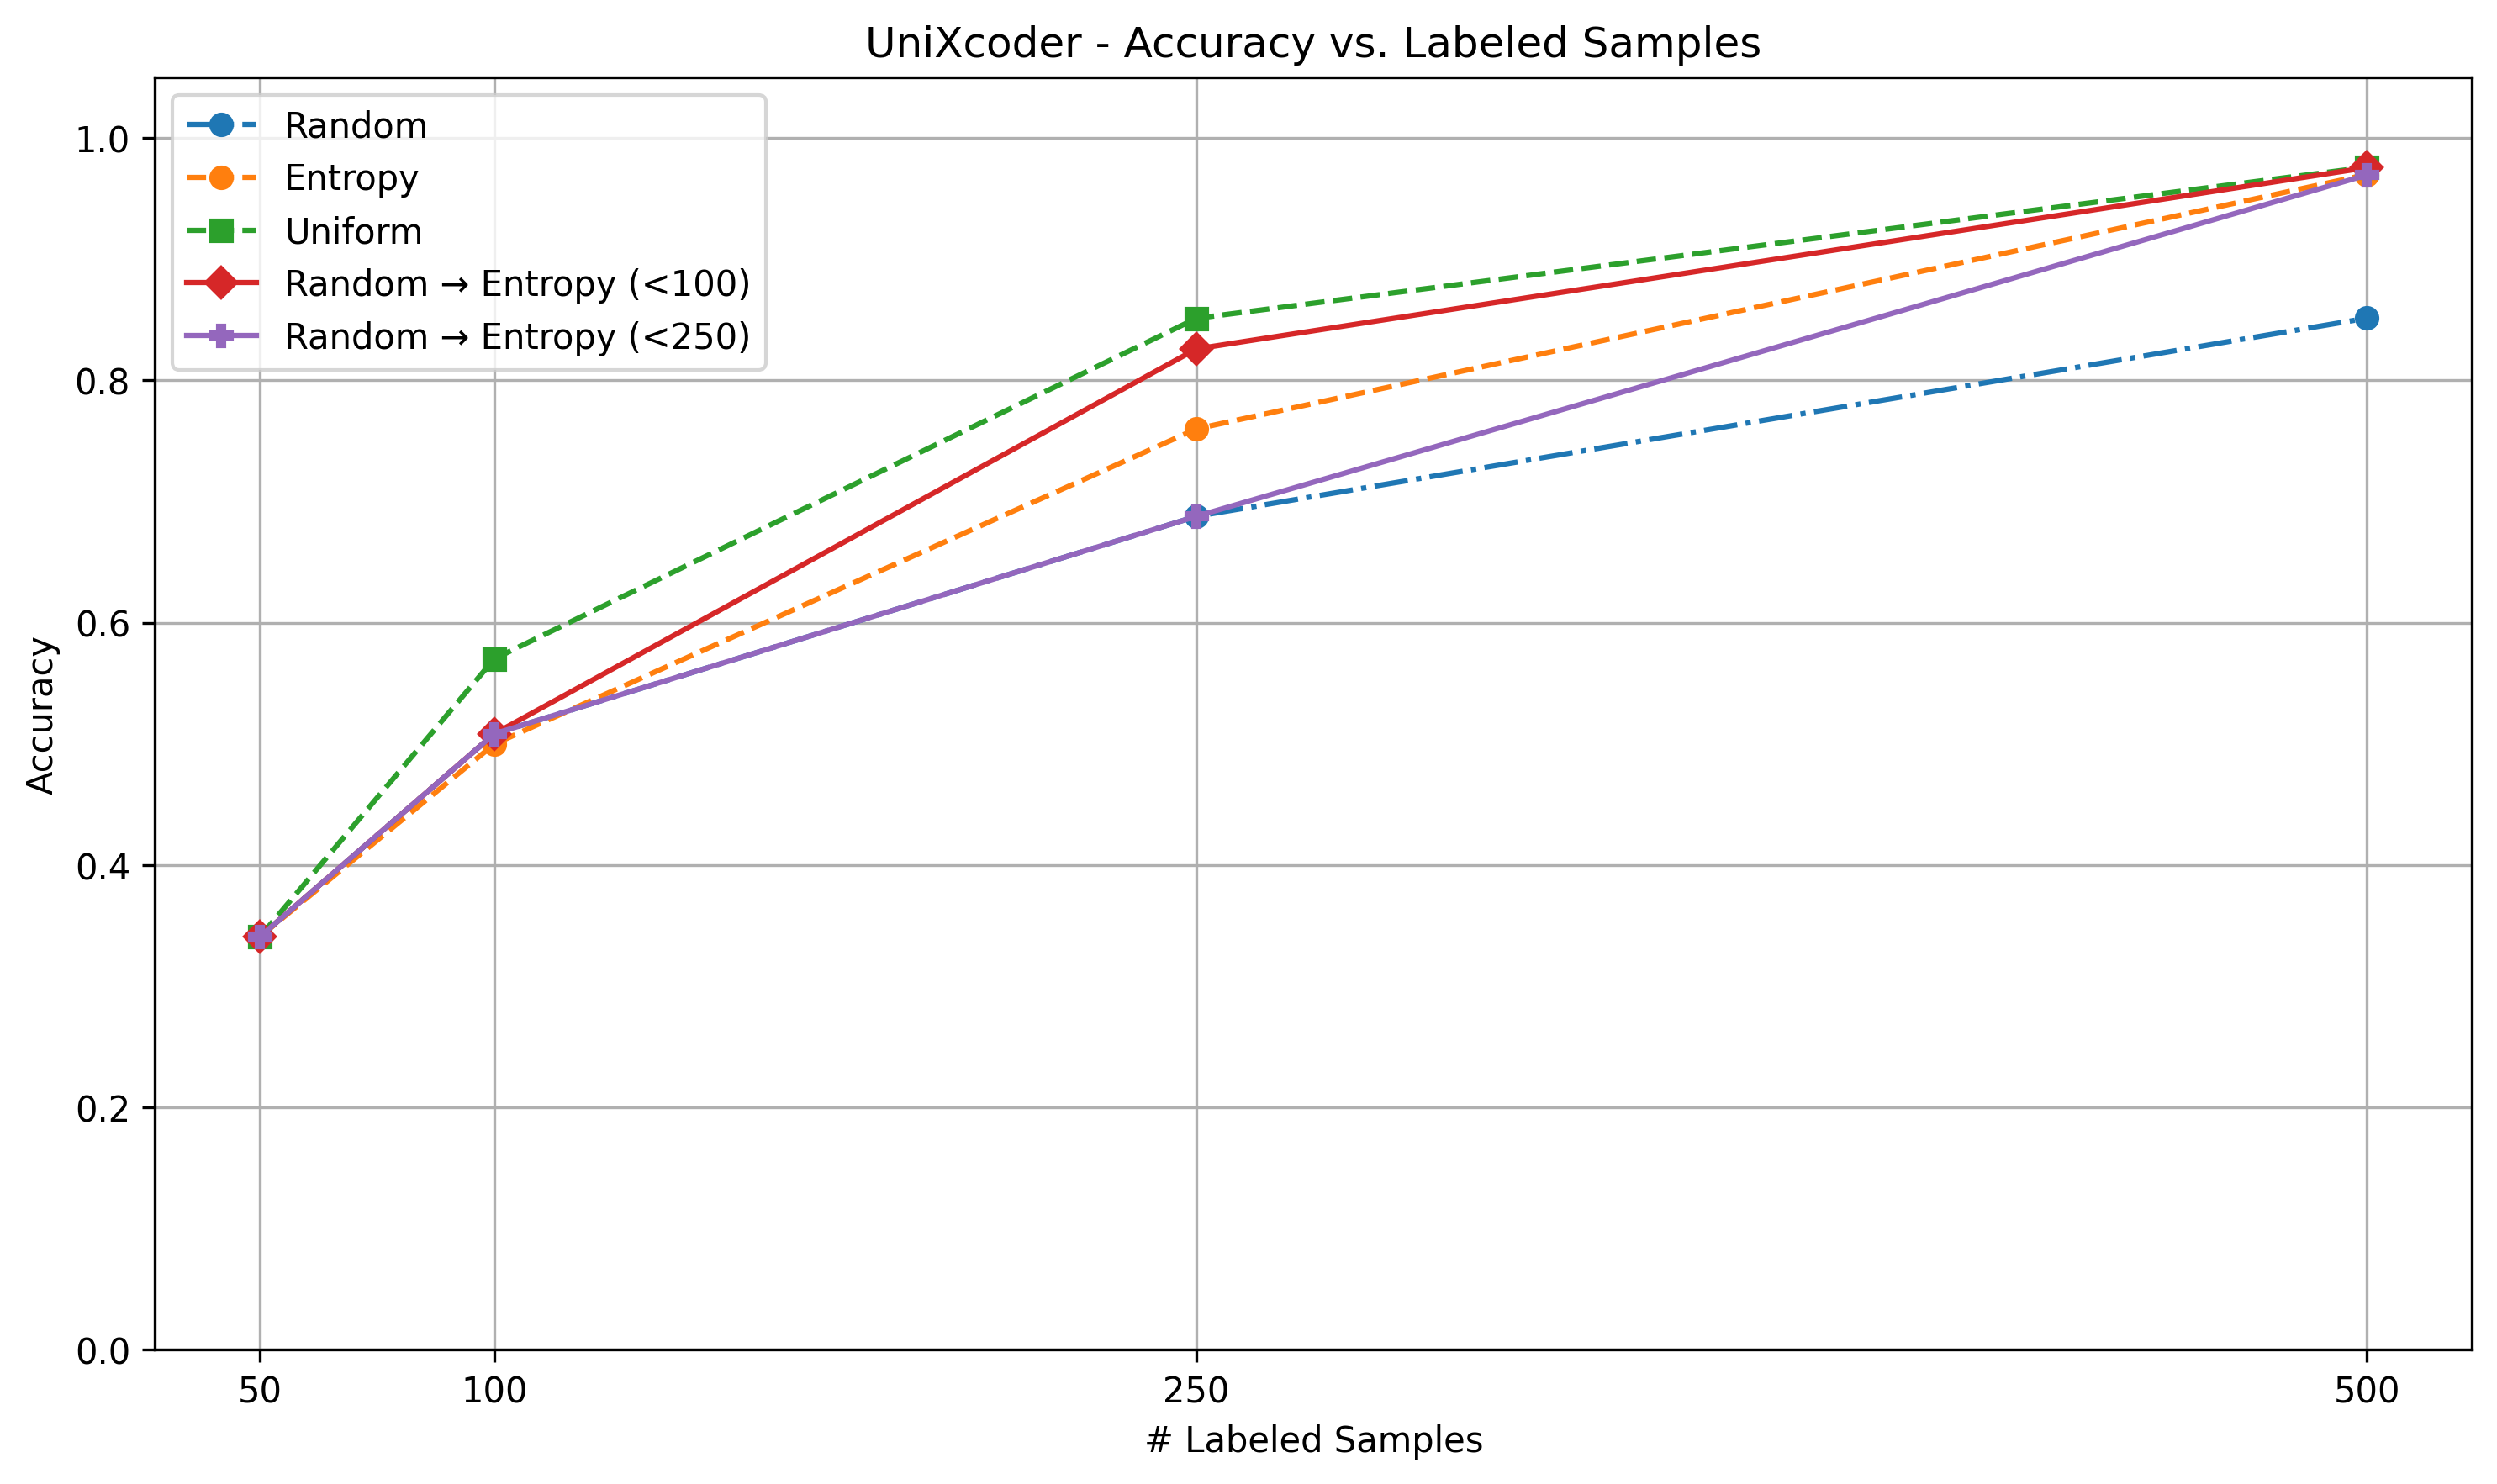 UniXcoder - Accuracy vs. Labeled Samples
Random
Entropy
Uniform
Random → Entropy (<100)
Random → Entropy (<250)
1.0
0.8
0.6
0.4
0.2
0.0
Accuracy
50 100 250 500
# Labeled Samples